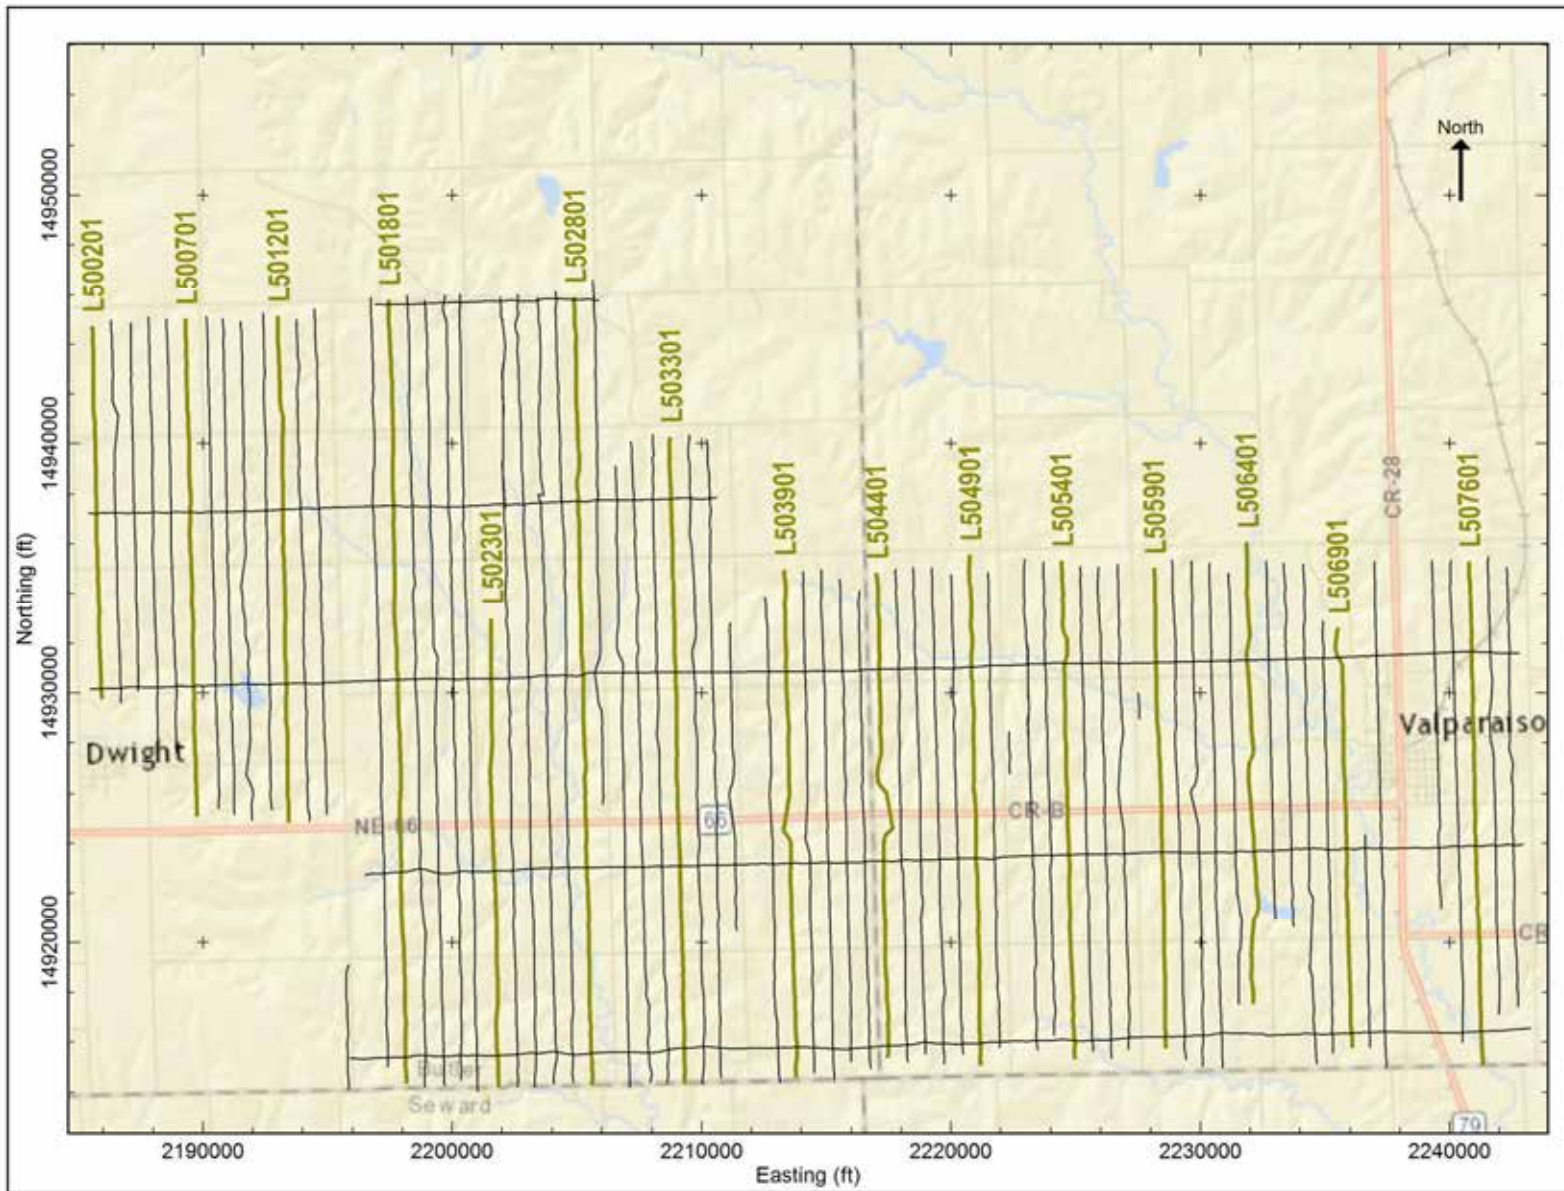 North
L500201
L500701
L501201
L501801
L502301
L502801
L503301
L503901
L504401
L504901
L505401
L505901
L506401
L506901
L507601
CR-28
Dwight
Valparaiso
NE-66
66
CR-B
CR
Butler
Seward
79
14950000
14940000
14930000
14920000
Northing (ft)
2190000
2200000
2210000
2220000
2230000
2240000
Easting (ft)